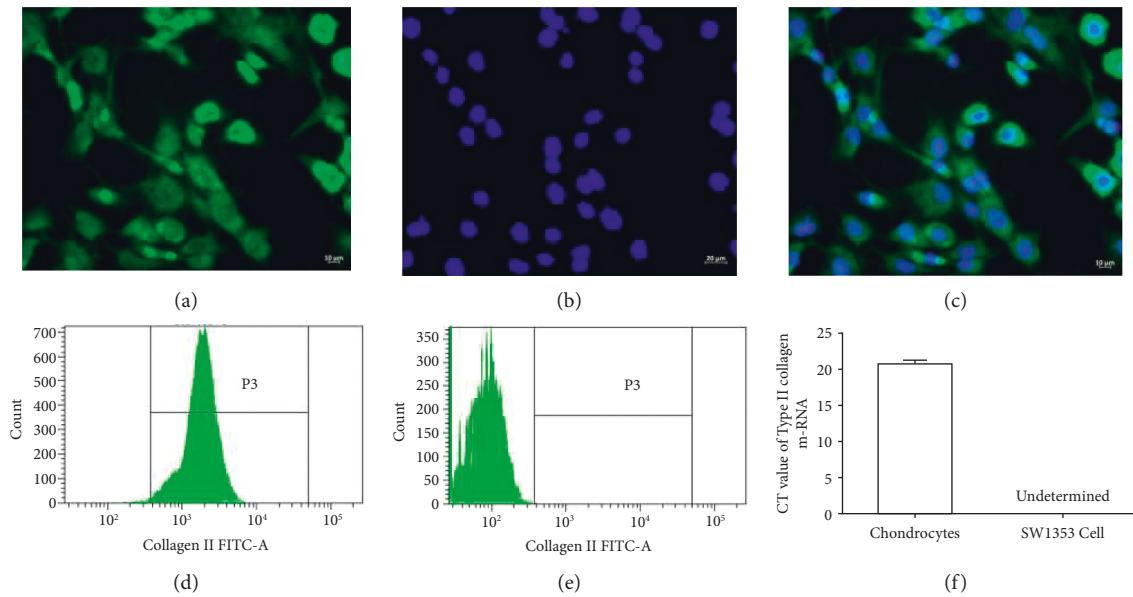 10 µm
20 µm
10 µm
(a)
(b)
(c)
700
600
500
400
300
200
100
0
Count
P3
10²
10³
10⁴
10⁵
Collagen II FITC-A
(d)
350
300
250
200
150
100
50
0
Count
P3
10²
10³
10⁴
10⁵
Collagen II FITC-A
(e)
25
20
15
10
5
0
CT value of Type II collagen
m-RNA
Undetermined
Chondrocytes
SW1353 Cell
(f)